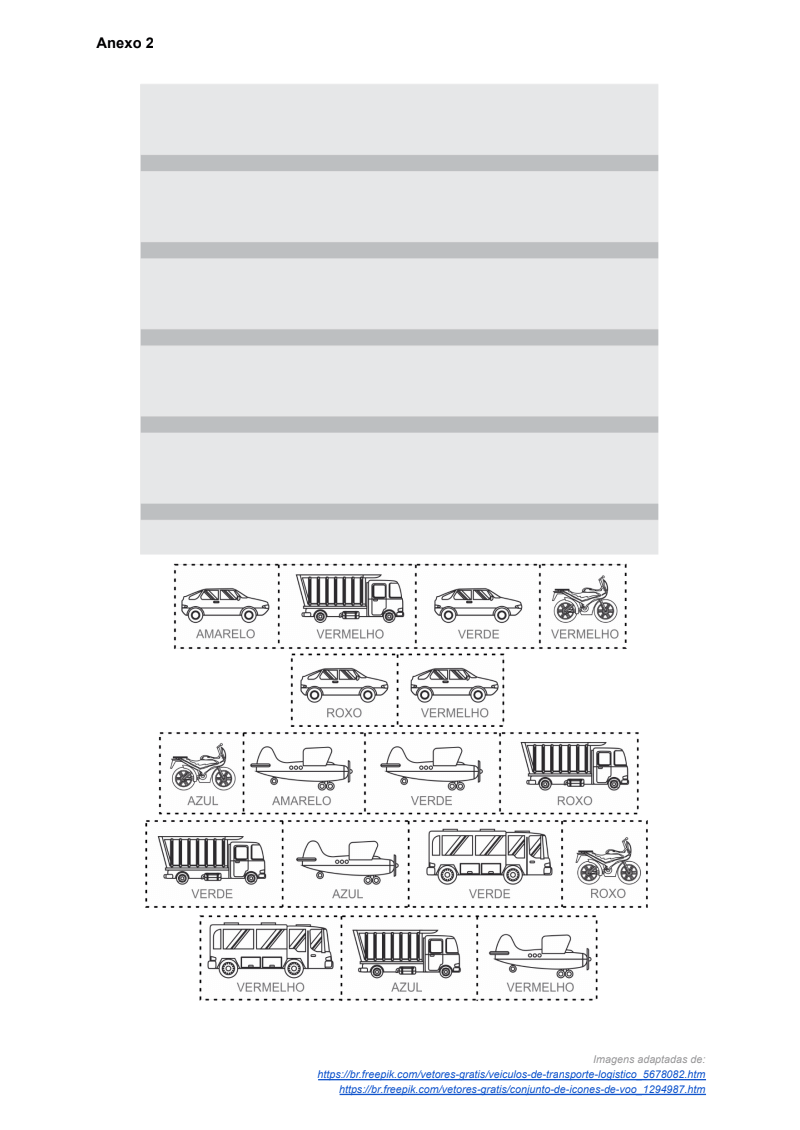 Anexo 2
AMARELO VERMELHO VERDE VERMELHO
ROXO VERMELHO
AZUL AMARELO VERDE ROXO
VERDE AZUL VERDE ROXO
VERMELHO AZUL VERMELHO
Imagens adaptadas de:
https://br.freepik.com/vetores-gratis/veiculos-de-transporte-logistico_5678082.htm
https://br.freepik.com/vetores-gratis/conjunto-de-icones-de-voo_1294987.htm